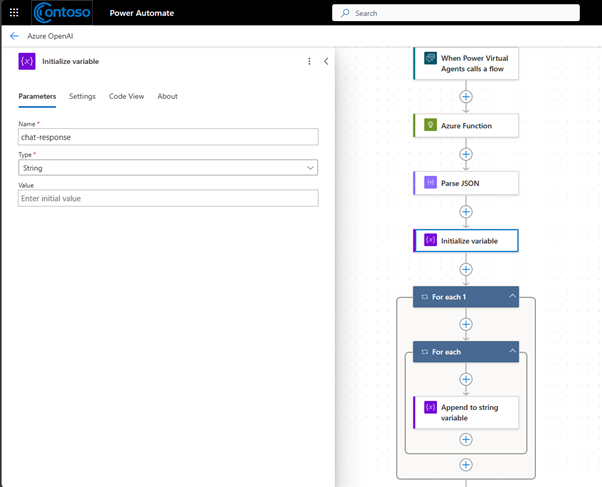 Contoso
Power Automate
Search
Azure OpenAI
{x} Initialize variable
Parameters Settings Code View About
Name *
chat-response
Type *
String
Value
Enter initial value
When Power Virtual
Agents calls a flow
Azure Function
Parse JSON
{x} Initialize variable
For each 1
For each
{x} Append to string
variable